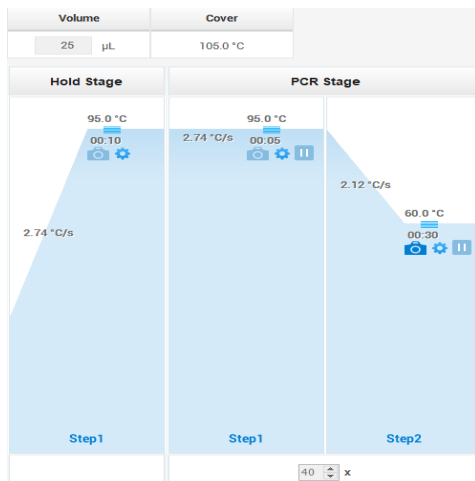 Volume Cover
25 µL 105.0 °C
Hold Stage PCR Stage
95.0 °C 95.0 °C
00:10 2.74 °C/s 00:05
2.12 °C/s
60.0 °C
2.74 °C/s 00:30
Step1 Step1 Step2
40 x